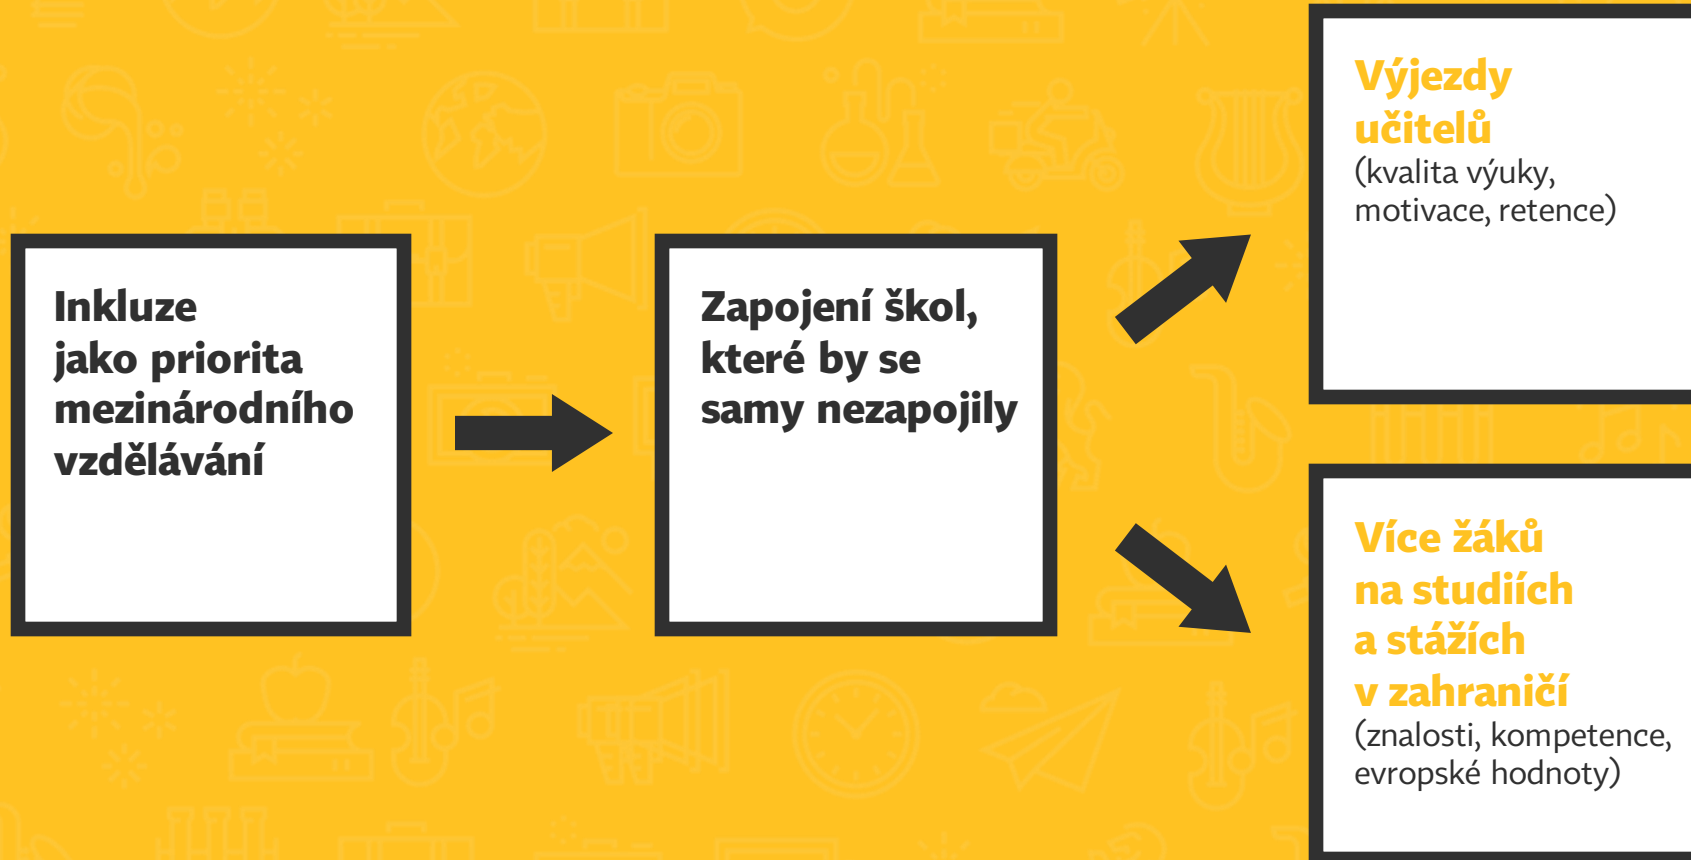 Inkluze
jako priorita
mezinárodního
vzdělávání
Zapojení škol,
které by se
samy nezapojily
Výjezdy
učitelů
(kvalita výuky,
motivace, retence)
Více žáků
na studiích
a stážích
v zahraničí
(znalosti, kompetence,
evropské hodnoty)